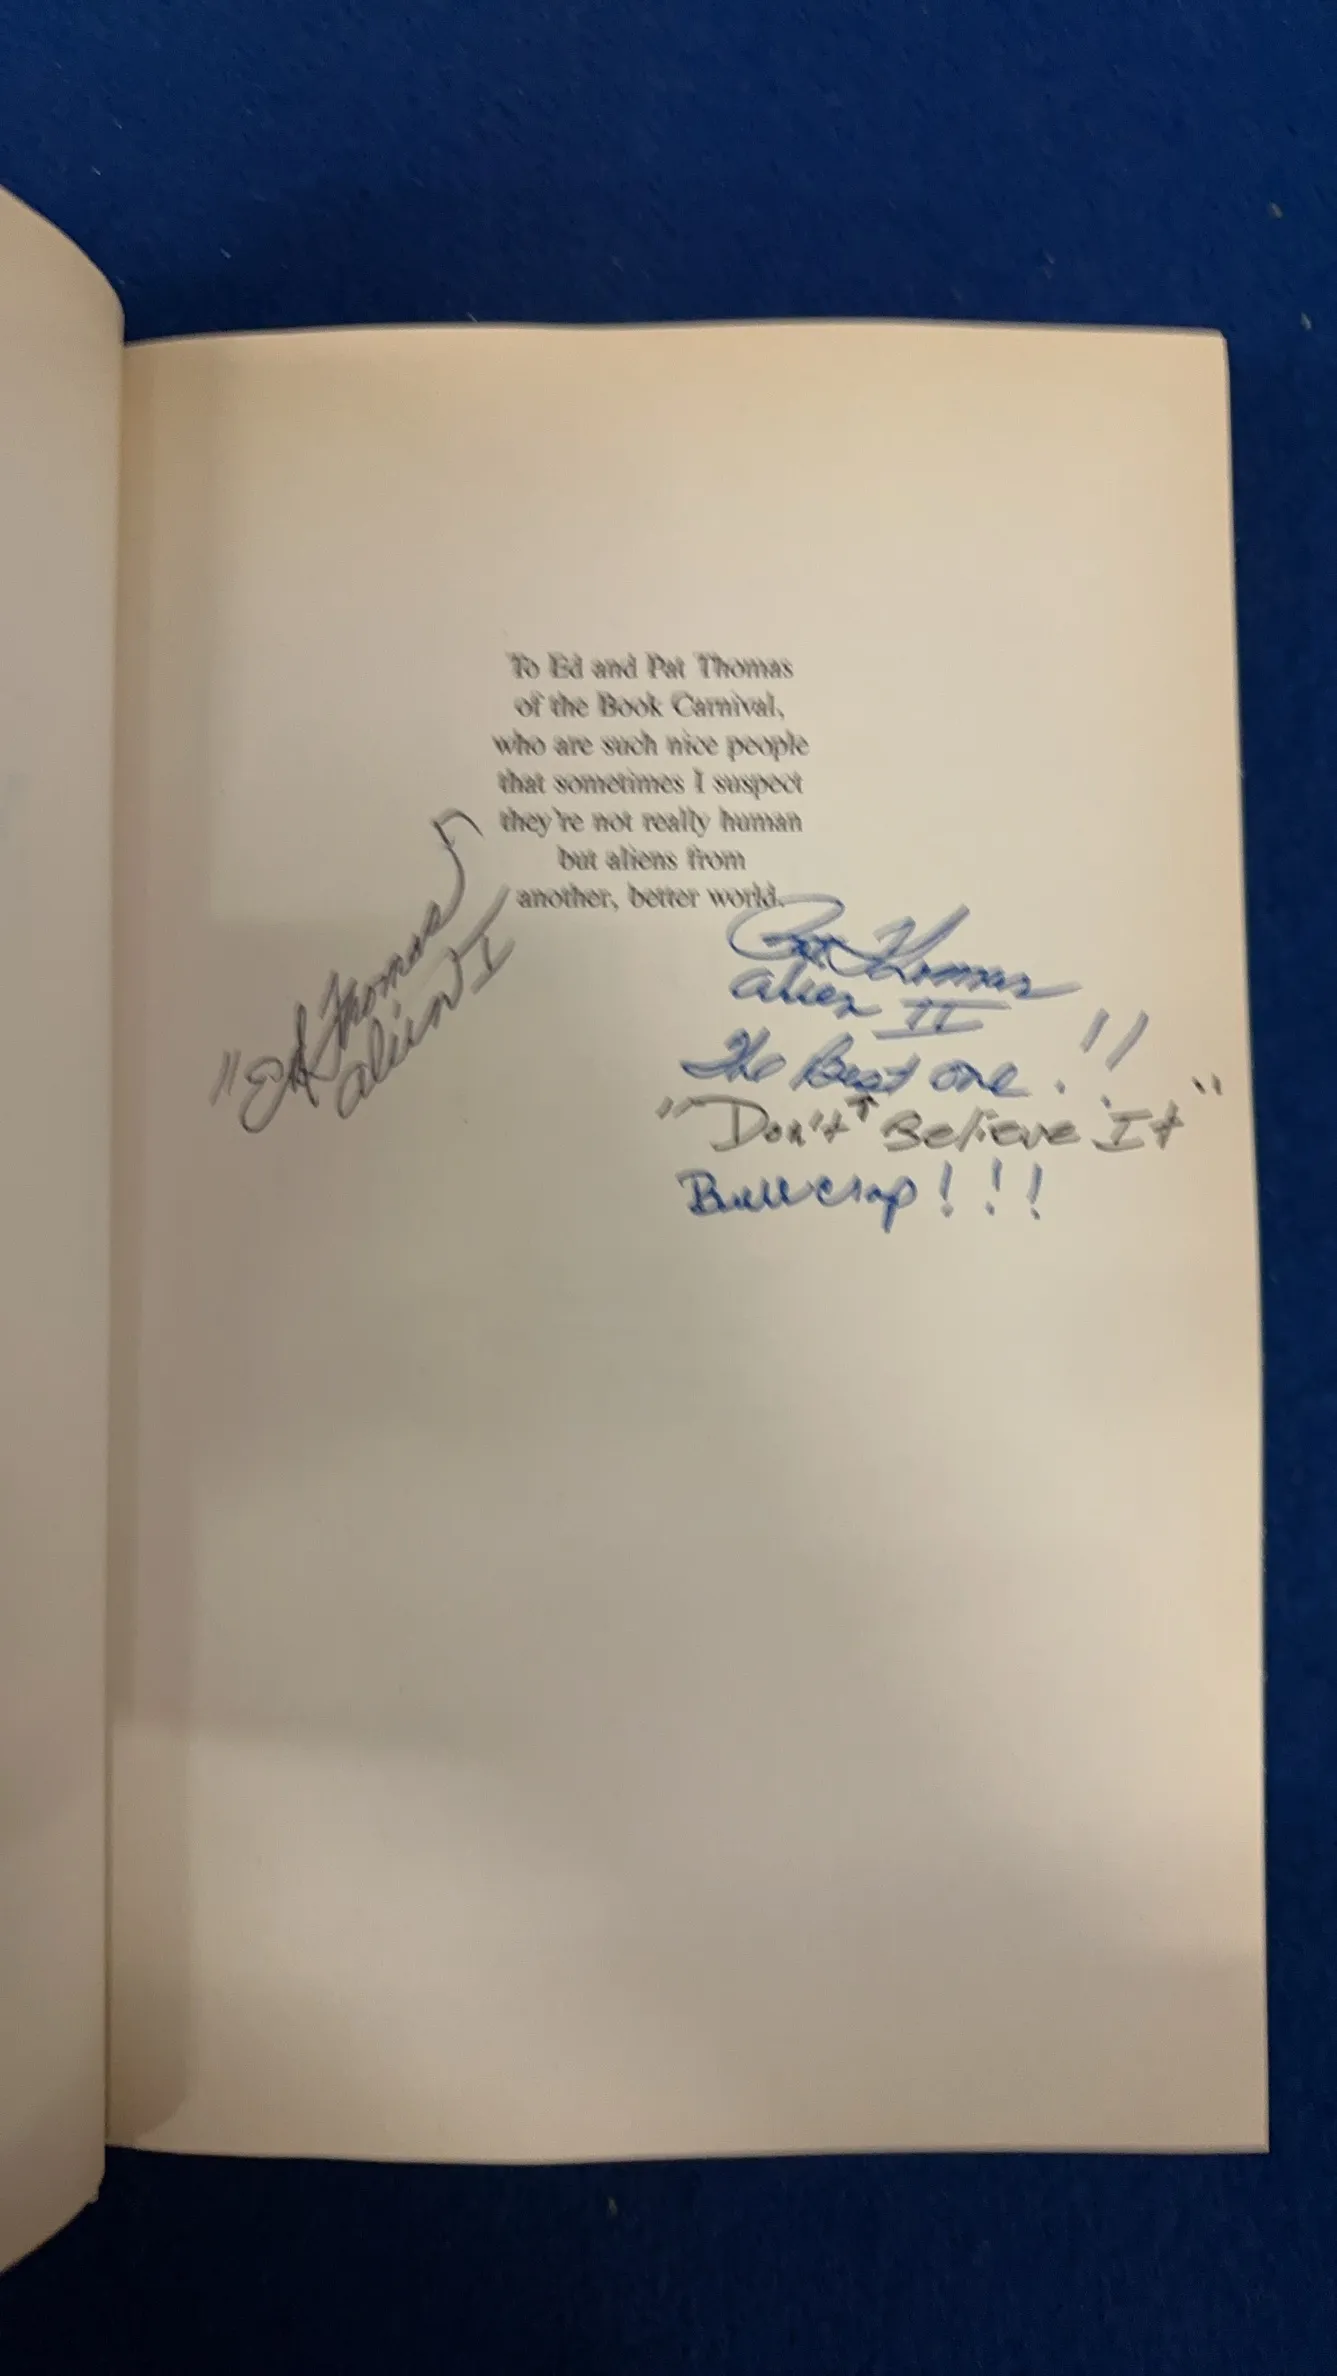 To Ed and Pat Thomas
of the Book Carnival,
who are such nice people
that sometimes I suspect
they're not really human
but aliens from
another, better world.
"Ed Thomas
alien I
Pat Thomas
alien II
The Best one!!
"Don't Believe It"
Bullcrap!!!